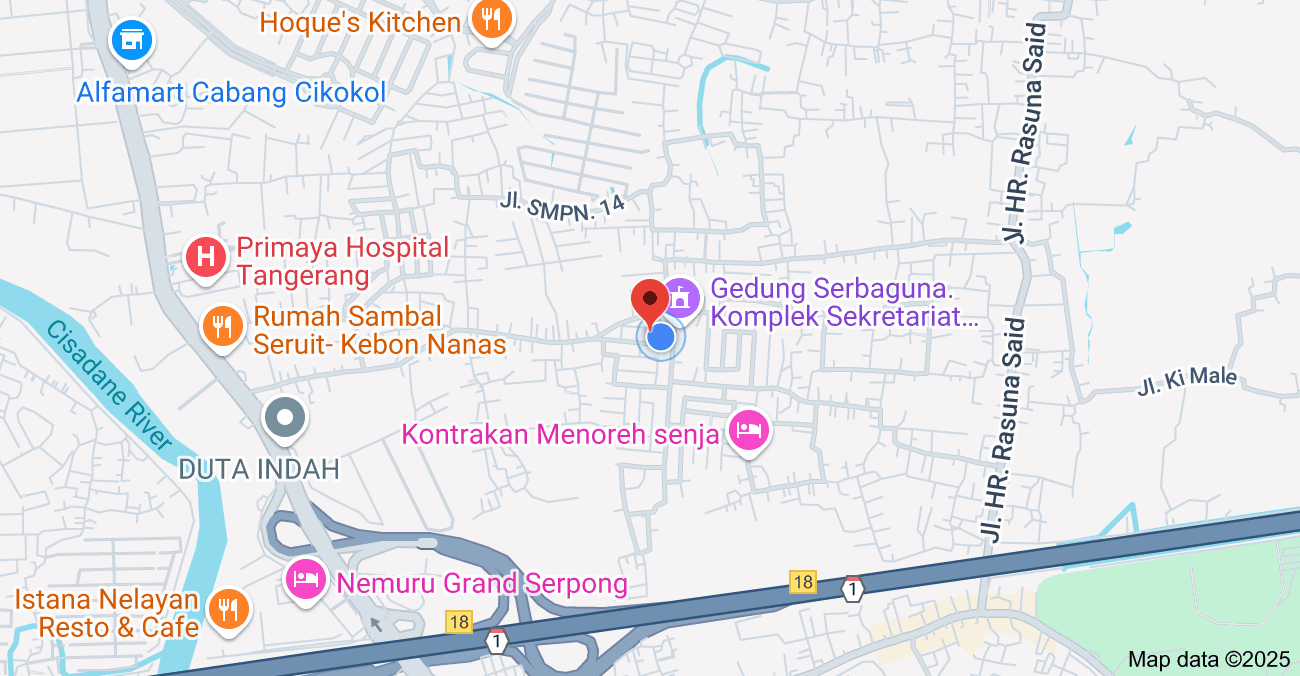 Hoque's Kitchen
Alfamart Cabang Cikokol
Jl. HR. Rasuna Said
Jl. SMPN. 14
Primaya Hospital
Tangerang
Gedung Serbaguna.
Komplek Sekretariat...
Rumah Sambal
Seruit- Kebon Nanas
Cisadane River
Jl. HR. Rasuna Said
Jl. Ki Male
Kontrakan Menoreh senja
DUTA INDAH
Nemuru Grand Serpong
18
1
Istana Nelayan
Resto & Cafe
18
1
Map data ©2025